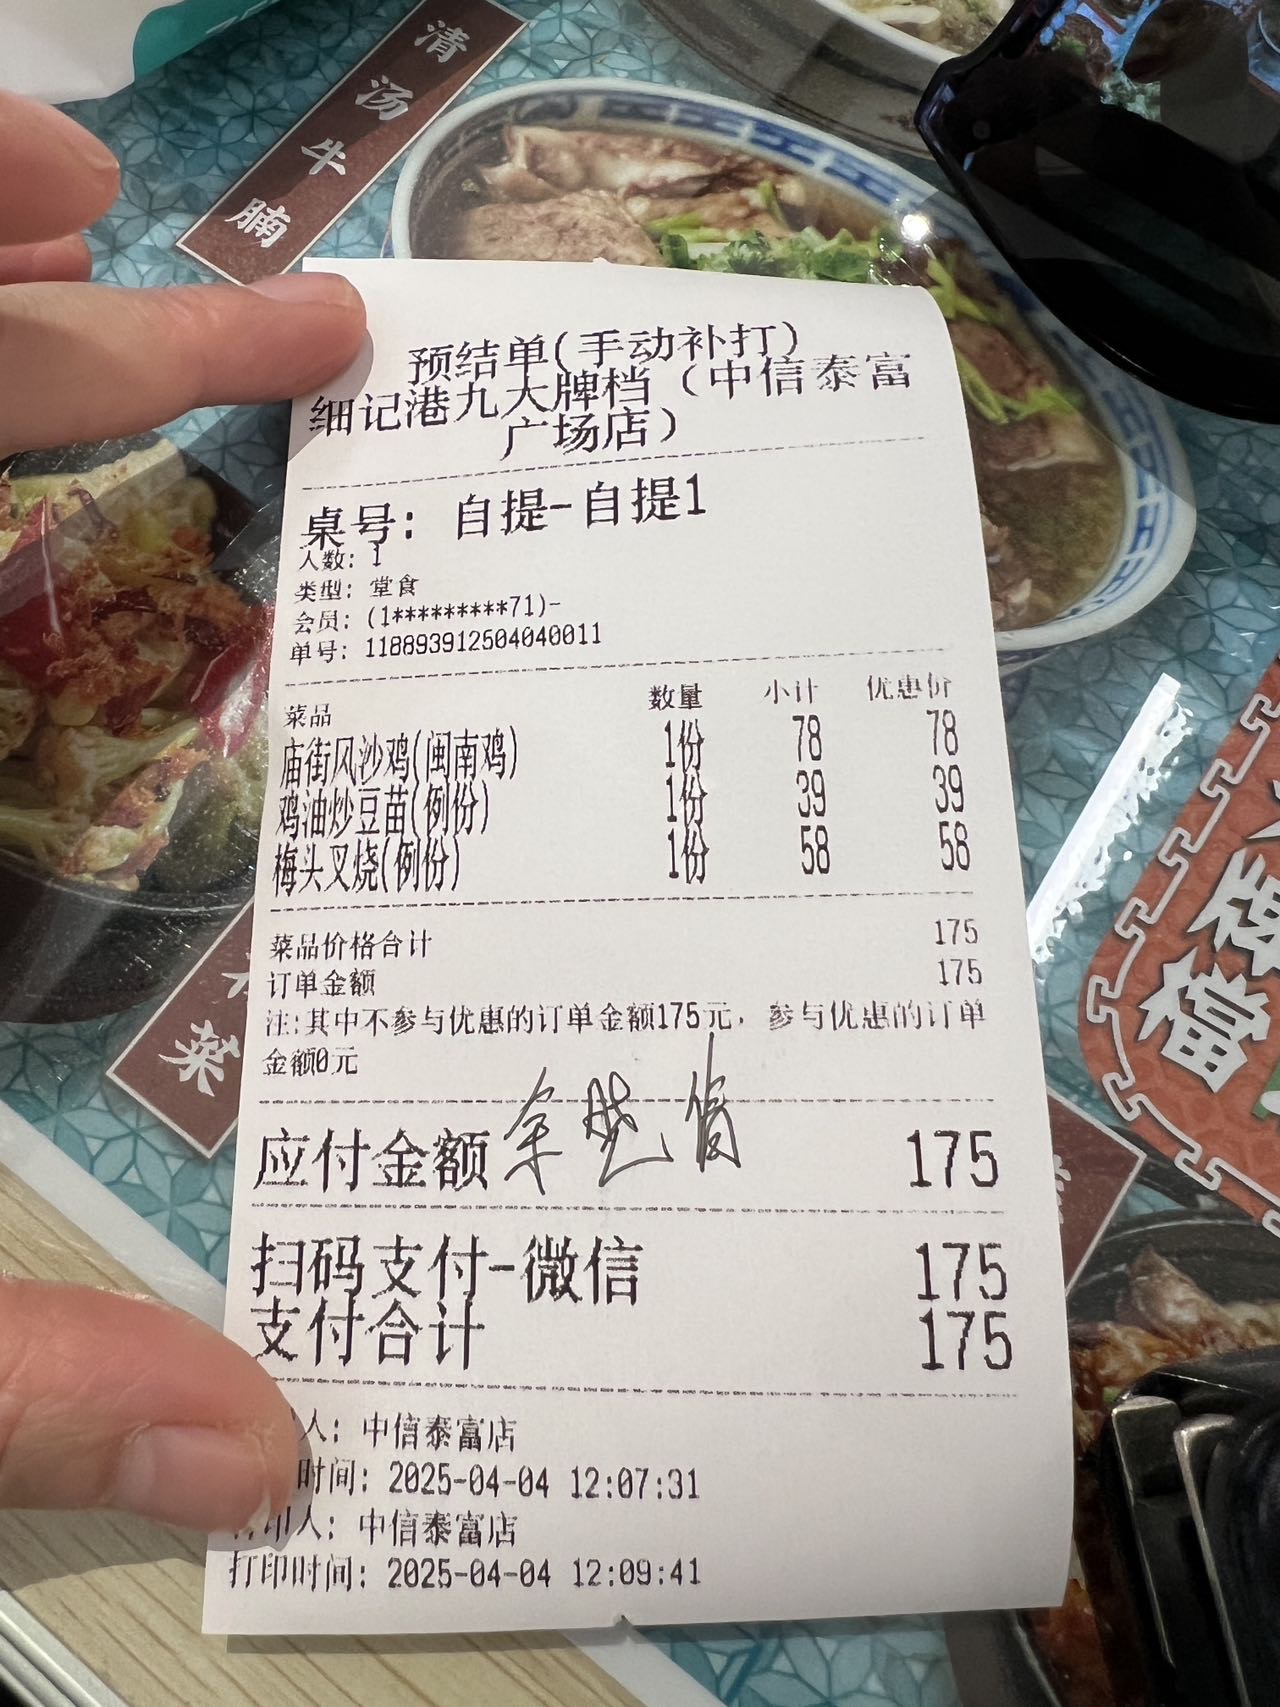 清汤牛腩
预结单(手动补打)
细记港九大牌档（中信泰富
广场店）
桌号: 自提-自提1
人数: 1
类型: 堂食
会员: (1*********71)-
单号: 118893912504040011
菜品 数量 小计 优惠价
庙街风沙鸡(闽南鸡) 1份 78 78
鸡油炒豆苗(例份) 1份 39 39
梅头叉烧(例份) 1份 58 58
菜品价格合计 175
订单金额 175
注:其中不参与优惠的订单金额175元，参与优惠的订单
金额0元
应付金额 175
扫码支付-微信 175
支付合计 175
人: 中信泰富店
时间: 2025-04-04 12:07:31
印人: 中信泰富店
打印时间: 2025-04-04 12:09:41
菜
牌
檔